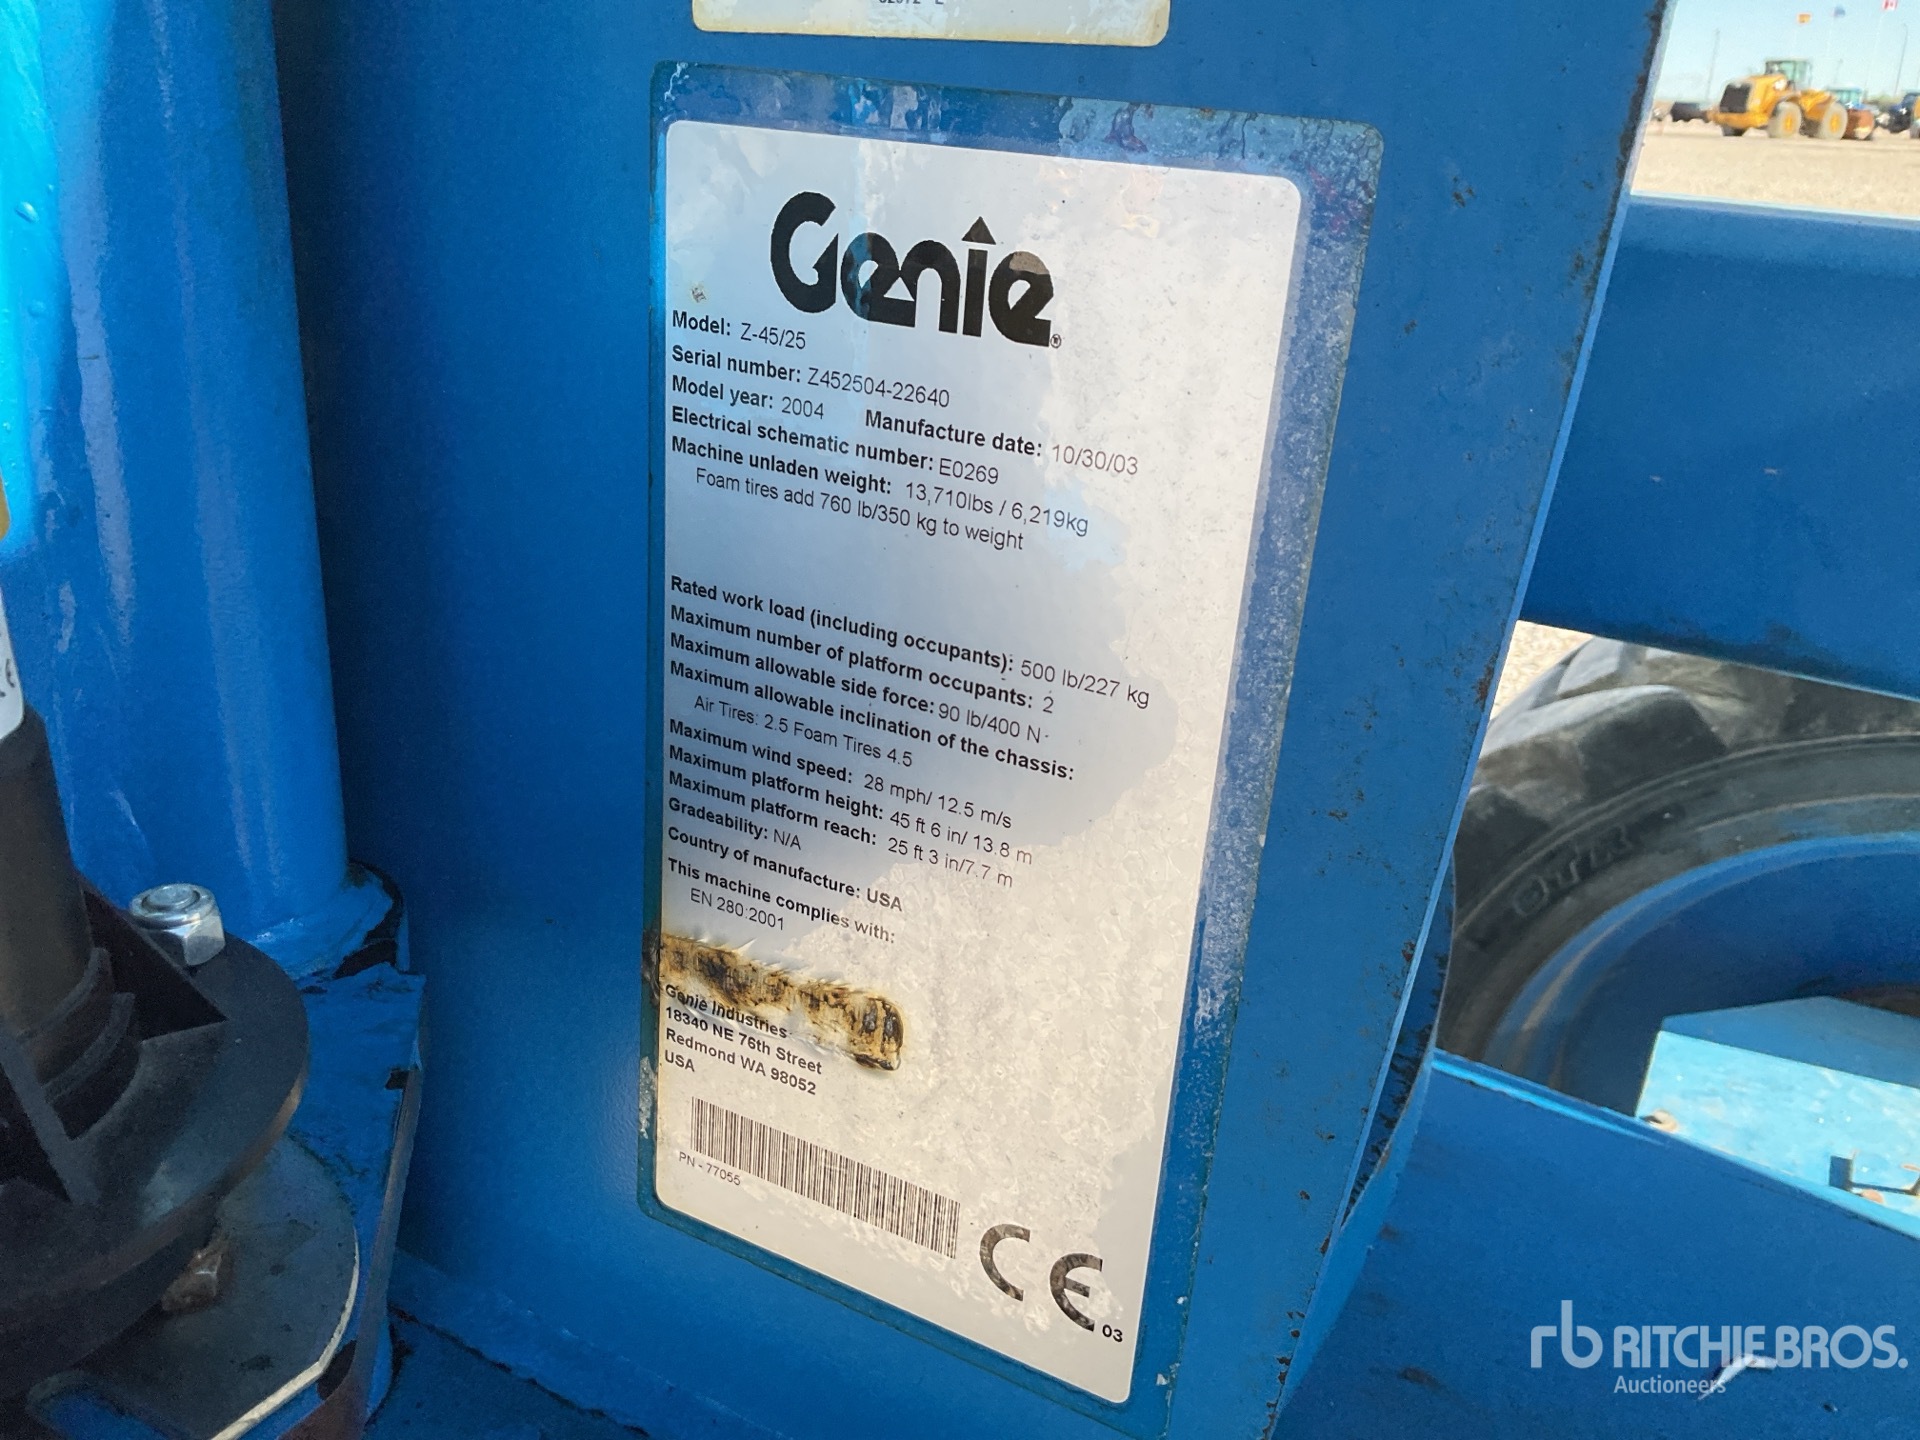 Genie®
Model: Z-45/25
Serial number: Z452504-22640
Model year: 2004 Manufacture date: 10/30/03
Electrical schematic number: E0269
Machine unladen weight: 13,710lbs / 6,219kg
Foam tires add 760 lb/350 kg to weight
Rated work load (including occupants): 500 lb/227 kg
Maximum number of platform occupants: 2
Maximum allowable side force: 90 lb/400 N
Maximum allowable inclination of the chassis:
Air Tires: 2.5 Foam Tires 4.5
Maximum wind speed: 28 mph/ 12.5 m/s
Maximum platform height: 45 ft 6 in/ 13.8 m
Maximum platform reach: 25 ft 3 in/7.7 m
Gradeability: N/A
Country of manufacture: USA
This machine complies with:
EN 280:2001
Genie Industries
18340 NE 76th Street
Redmond WA 98052
USA
PN - 77055
CE 03
rb RITCHIE BROS.
Auctioneers